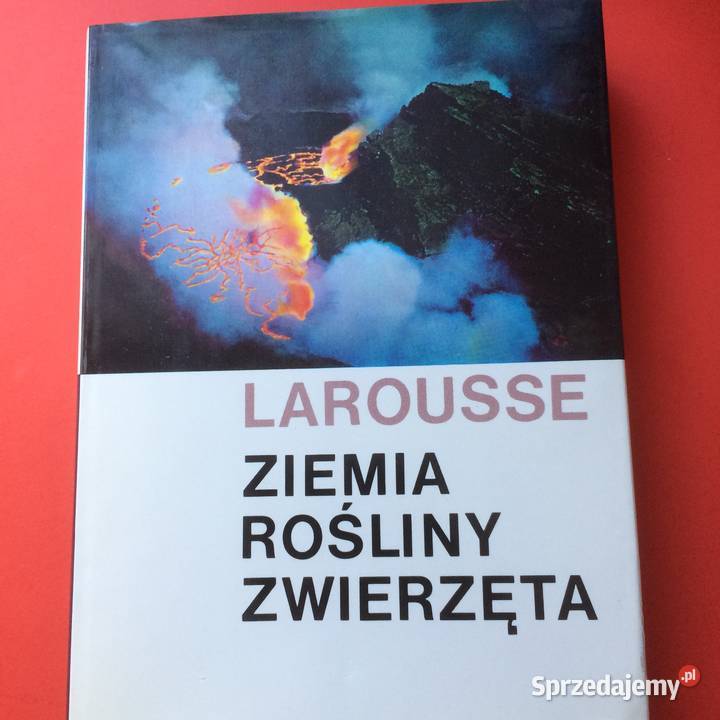 LAROUSSE
ZIEMIA
ROŚLINY
ZWIERZĘTA
Sprzedajemy.pl